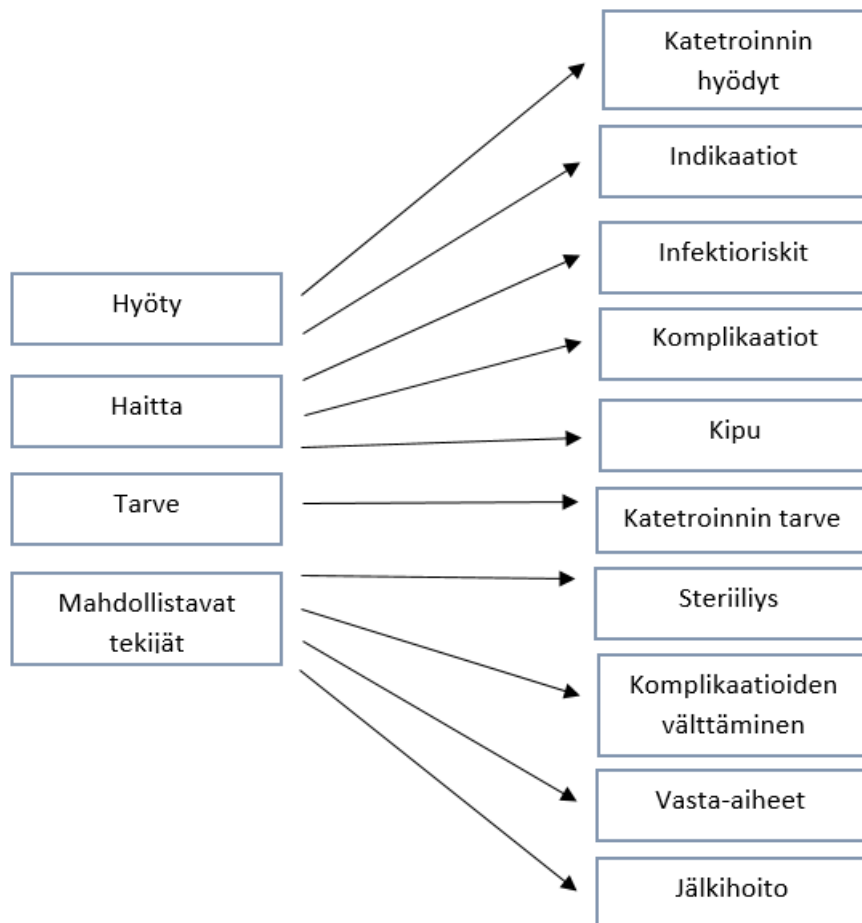 Hyöty
Haitta
Tarve
Mahdollistavat
tekijät
Katetroinnin
hyödyt
Indikaatiot
Infektioriskit
Komplikaatiot
Kipu
Katetroinnin tarve
Steriiliys
Komplikaatioiden
välttäminen
Vasta-aiheet
Jälkihoito